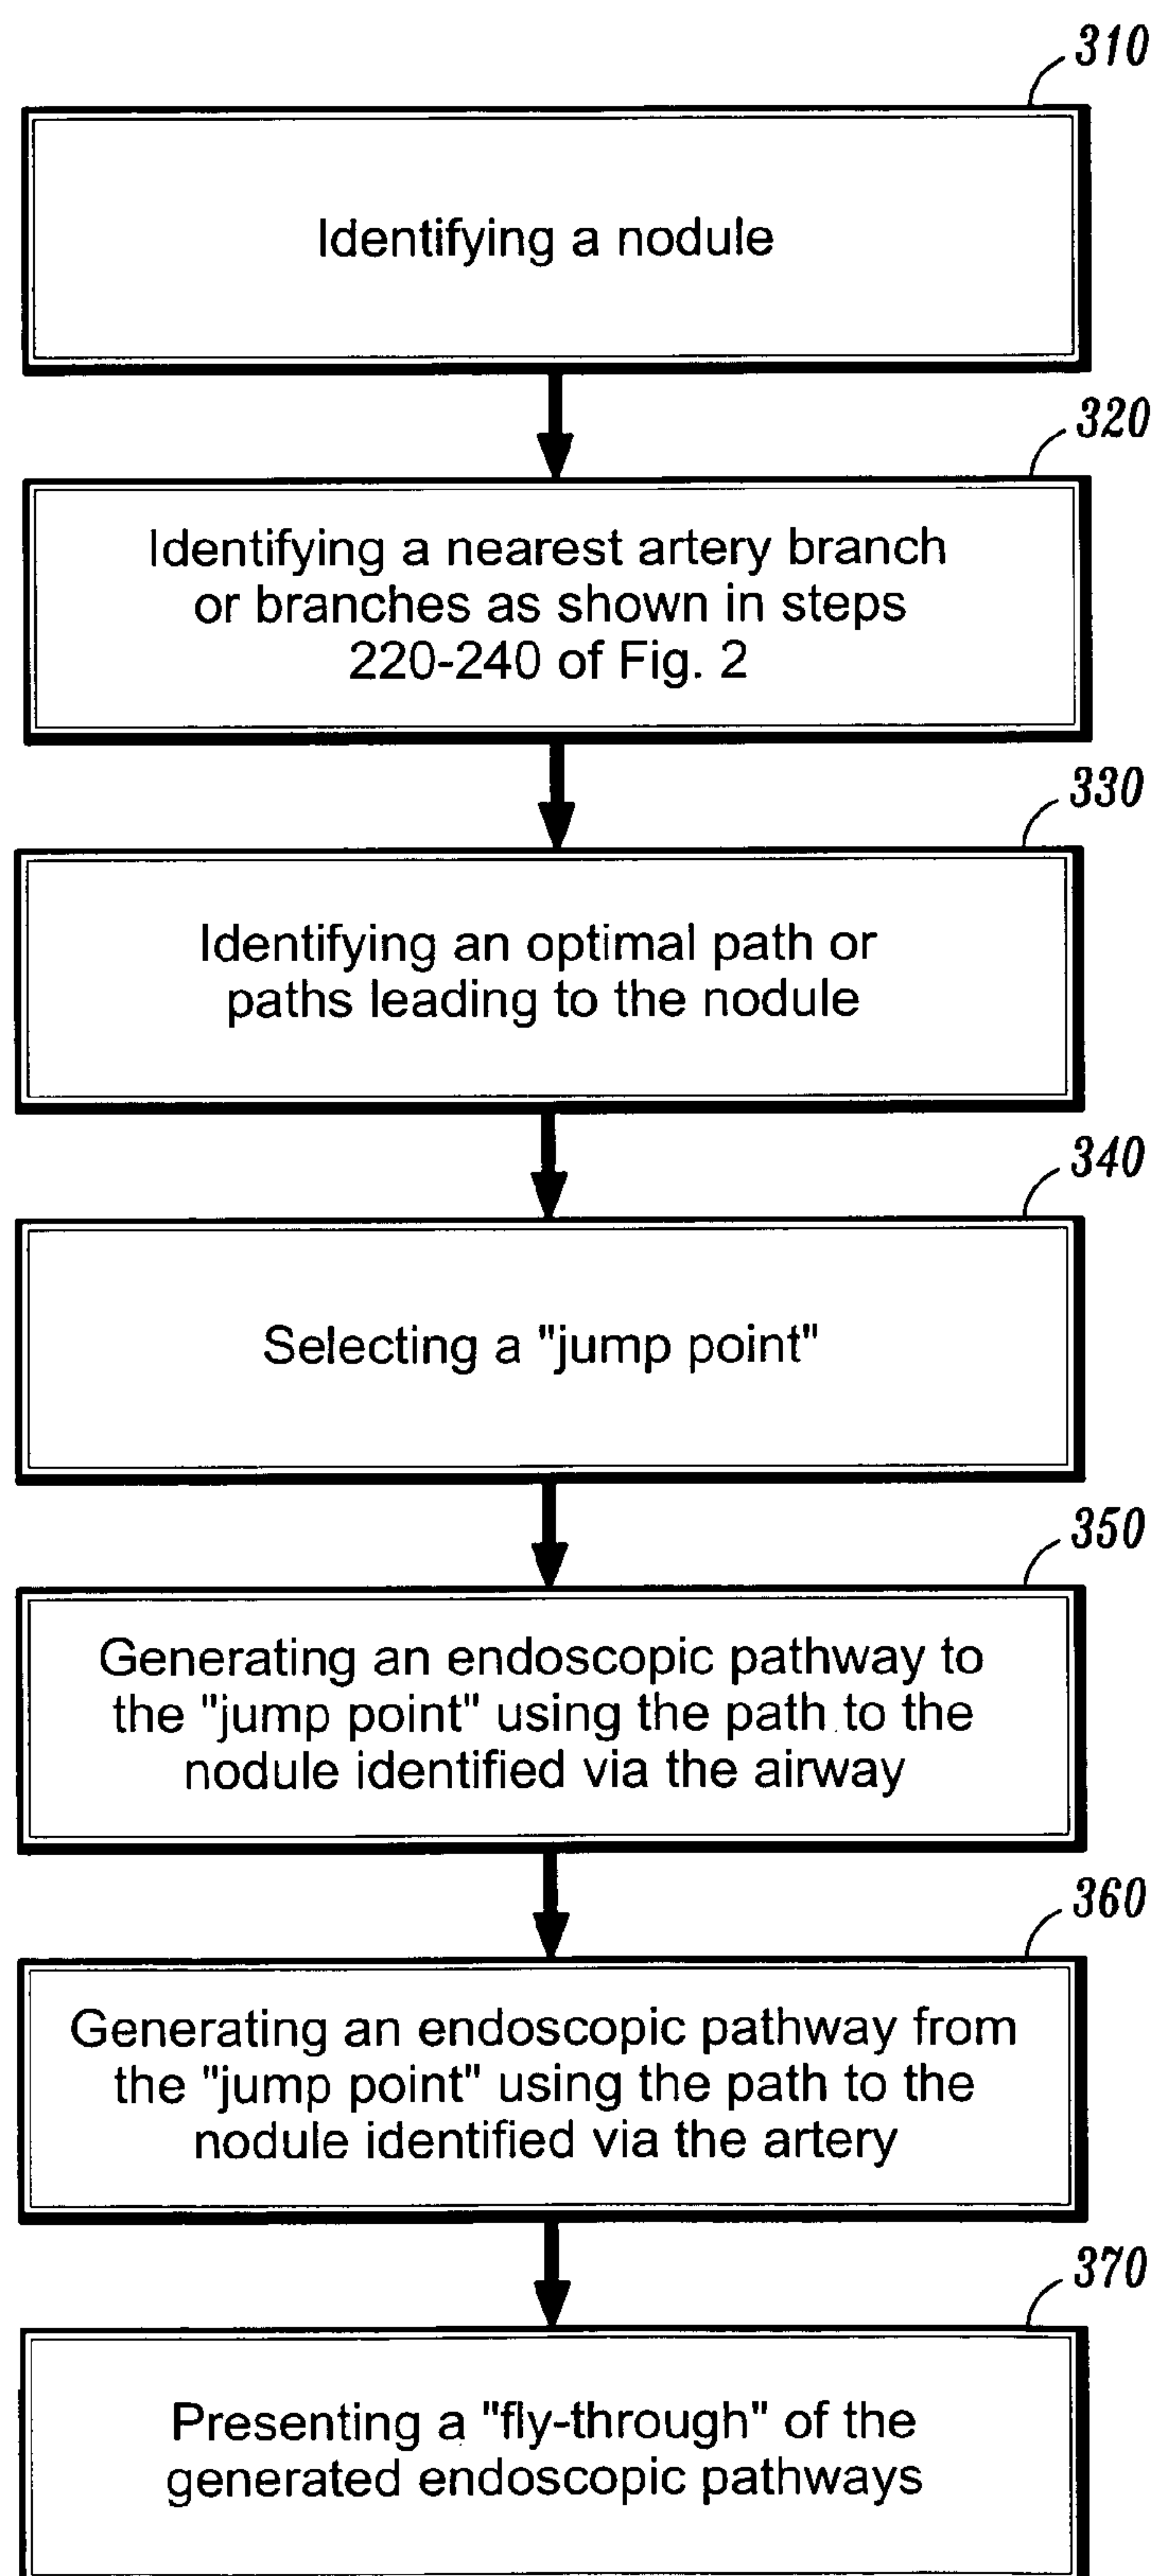 310
Identifying a nodule
320
Identifying a nearest artery branch
or branches as shown in steps
220-240 of Fig. 2
330
Identifying an optimal path or
paths leading to the nodule
340
Selecting a "jump point"
350
Generating an endoscopic pathway to
the "jump point" using the path to the
nodule identified via the airway
360
Generating an endoscopic pathway from
the "jump point" using the path to the
nodule identified via the artery
370
Presenting a "fly-through" of the
generated endoscopic pathways